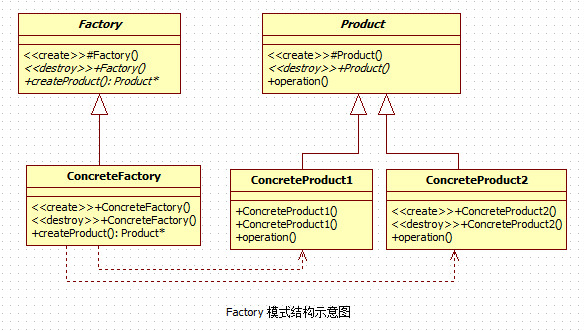 Factory
<<create>>#Factory()
<<destroy>>+Factory()
+createProduct(): Product*
Product
<<create>>#Product()
<<destroy>>+Product()
+operation()
ConcreteFactory
<<create>>+ConcreteFactory()
<<destroy>>+ConcreteFactory()
+createProduct(): Product*
ConcreteProduct1
+ConcreteProduct1()
+ConcreteProduct1()
+operation()
ConcreteProduct2
<<create>>+ConcreteProduct2()
<<destroy>>+ConcreteProduct2()
+operation()
Factory 模式结构示意图